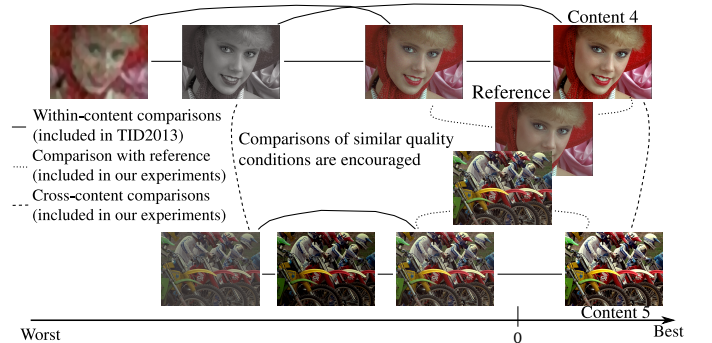 Content 4
Reference
Within-content comparisons
(included in TID2013)
Comparison with reference
(included in our experiments)
Cross-content comparisons
(included in our experiments)
Comparisons of similar quality
conditions are encouraged
Content 5
Worst
0
Best